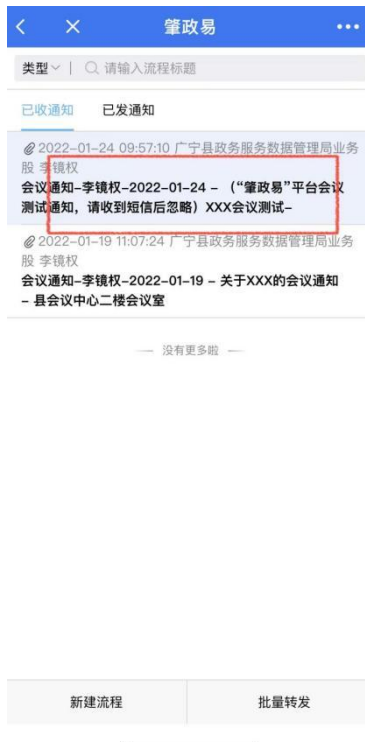 肇政易
类型 | 请输入流程标题
已收通知 已发通知
2022-01-24 09:57:10 广宁县政务服务数据管理局业务
股 李镜权
会议通知-李镜权-2022-01-24 - （“肇政易”平台会议
测试通知，请收到短信后忽略）XXX会议测试-
2022-01-19 11:07:24 广宁县政务服务数据管理局业务
股 李镜权
会议通知-李镜权-2022-01-19 - 关于XXX的会议通知
- 县会议中心二楼会议室
没有更多啦
新建流程 批量转发